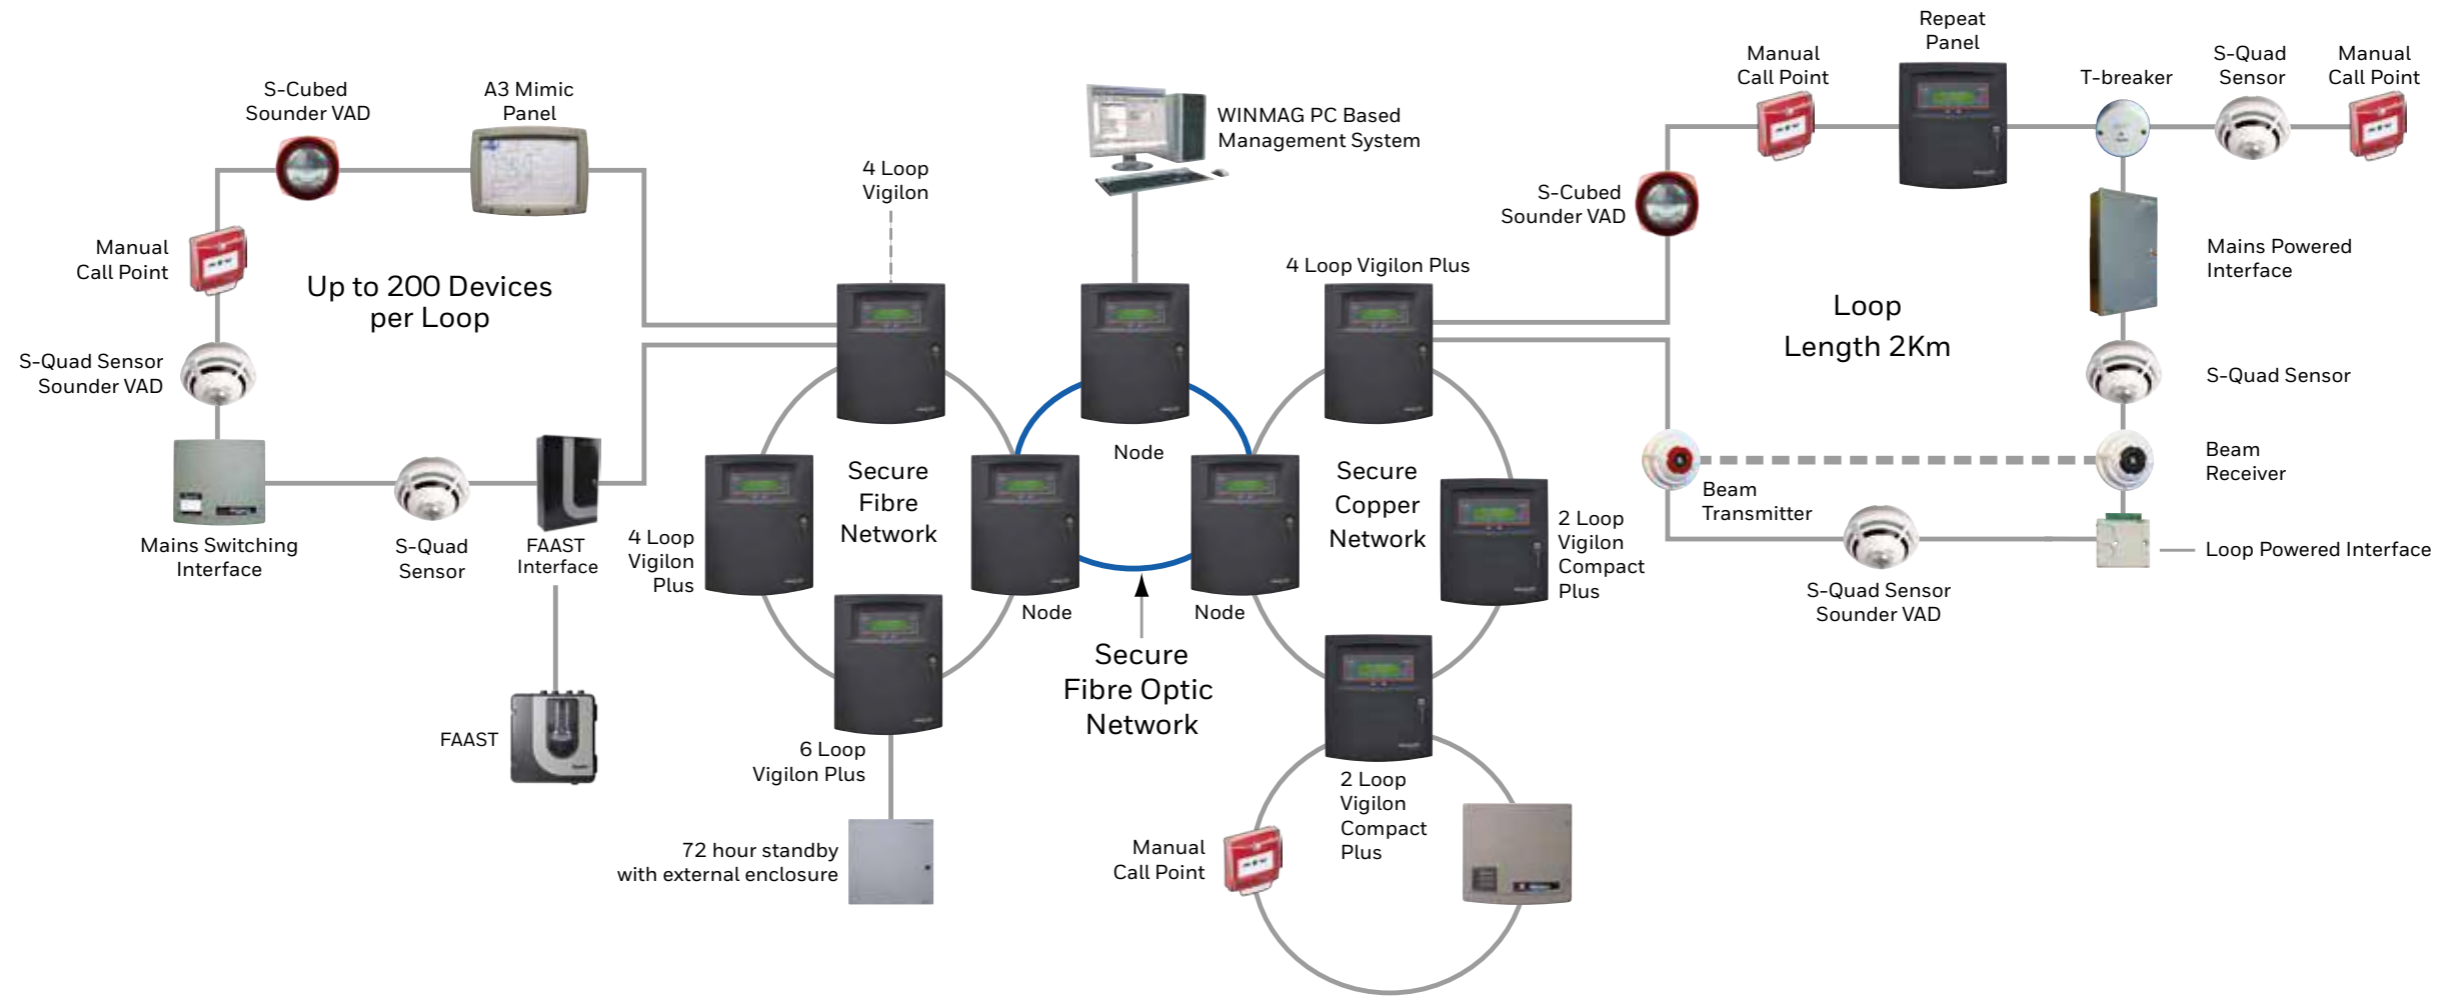 S-Cubed
Sounder VAD
A3 Mimic
Panel
Manual
Call Point
Up to 200 Devices
per Loop
S-Quad Sensor
Sounder VAD
Mains Switching
Interface
S-Quad
Sensor
FAAST
Interface
FAAST
4 Loop
Vigilon
Secure
Fibre
Network
4 Loop
Vigilon
Plus
6 Loop
Vigilon Plus
72 hour standby
with external enclosure
Node
WINMAG PC Based
Management System
Node
Node
Secure
Fibre Optic
Network
4 Loop Vigilon Plus
Secure
Copper
Network
2 Loop
Vigilon
Compact
Plus
2 Loop
Vigilon
Compact
Plus
Manual
Call Point
S-Cubed
Sounder VAD
Manual
Call Point
Repeat
Panel
T-breaker
S-Quad
Sensor
Manual
Call Point
Loop
Length 2Km
Mains Powered
Interface
S-Quad Sensor
Beam
Receiver
Beam
Transmitter
S-Quad Sensor
Sounder VAD
Loop Powered Interface